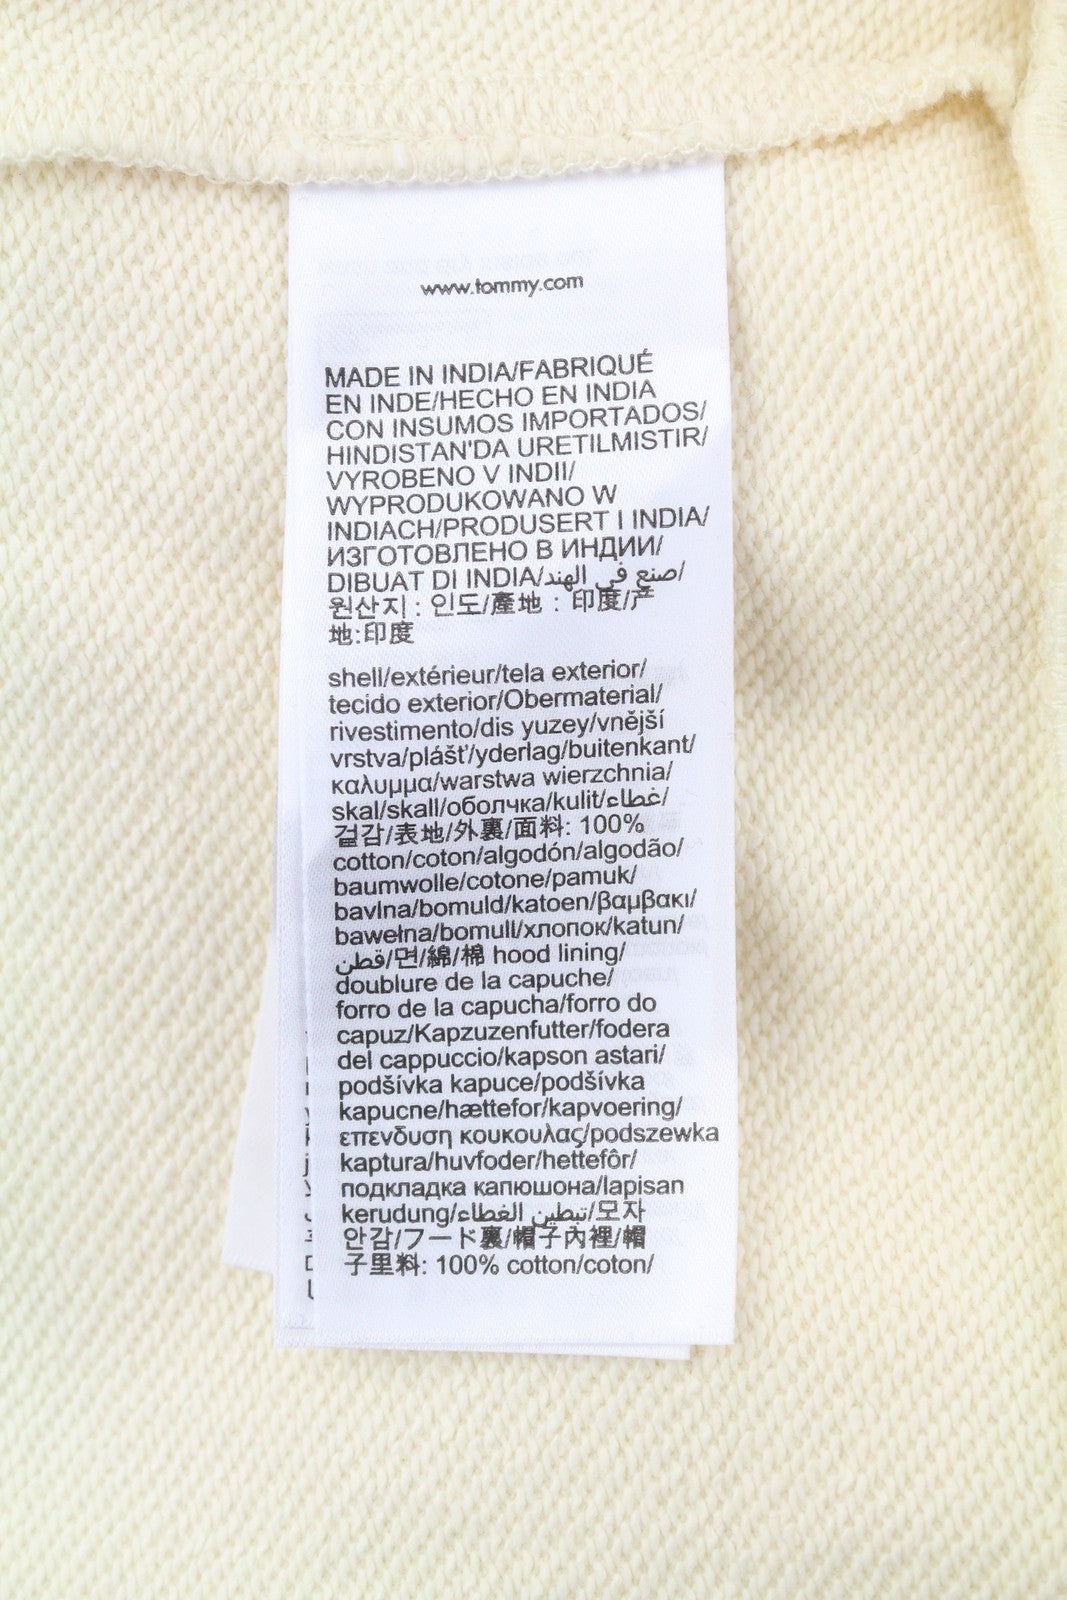 www.tommy.com
MADE IN INDIA/FABRIQUÉ
EN INDE/HECHO EN INDIA
CON INSUMOS IMPORTADOS/
HINDISTAN'DA URETILMISTIR/
VYROBENO V INDII/
WYPRODUKOWANO W
INDIACH/PRODUSERT I INDIA/
ИЗГОТОВЛЕНО В ИНДИИ/
DIBUAT DI INDIA/صنع في الهند/
원산지 : 인도/產地 : 印度/产
地:印度
shell/extérieur/tela exterior/
tecido exterior/Obermaterial/
rivestimento/dis yuzey/vnější
vrstva/plášť/yderlag/buitenkant/
καλυμμα/warstwa wierzchnia/
skal/skall/оболчка/kulit/غطاء/
겉감/表地/外裏/面料: 100%
cotton/coton/algodón/algodão/
baumwolle/cotone/pamuk/
bavlna/bomuld/katoen/βαμβακι/
bawełna/bomull/хлопок/katun/
قطن/면/綿/棉 hood lining/
doublure de la capuche/
forro de la capucha/forro do
capuz/Kapzuzenfutter/fodera
del cappuccio/kapson astari/
podšívka kapuce/podšívka
kapucne/hættefor/kapvoering/
επενδυση κουκουλας/podszewka
kaptura/huvfoder/hettefôr/
подкладка капюшона/lapisan
kerudung/تبطين الغطاء/모자
안감/フード裏/帽子內裡/帽
子里料: 100% cotton/coton/